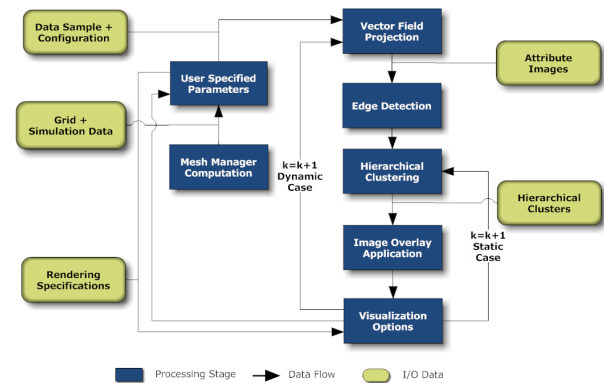 Data Sample +
Configuration
Vector Field
Projection
User Specified
Parameters
Attribute
Images
Edge Detection
Grid +
Simulation Data
Mesh Manager
Computation
k=k+1
Dynamic
Case
Hierarchical
Clustering
Hierarchical
Clusters
k=k+1
Static
Case
Image Overlay
Application
Rendering
Specifications
Visualization
Options
Processing Stage
Data Flow
I/O Data